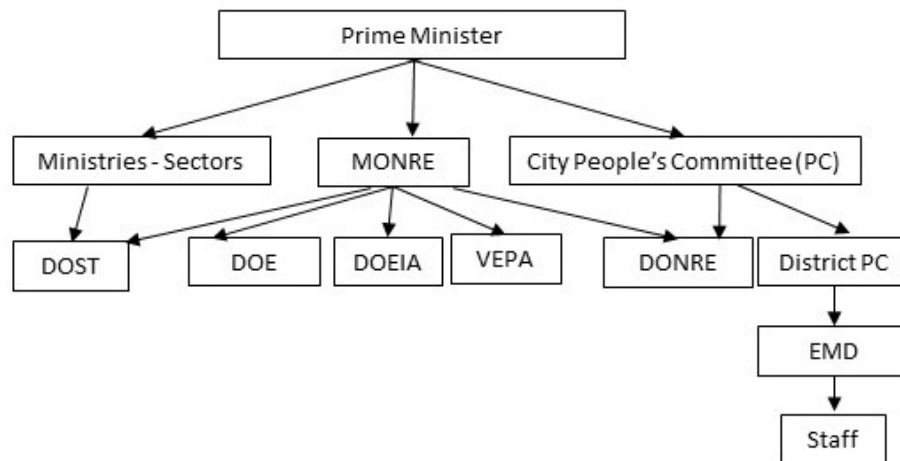 Prime Minister
Ministries - Sectors
MONRE
City People's Committee (PC)
DOST
DOE
DOEIA
VEPA
DONRE
District PC
EMD
Staff